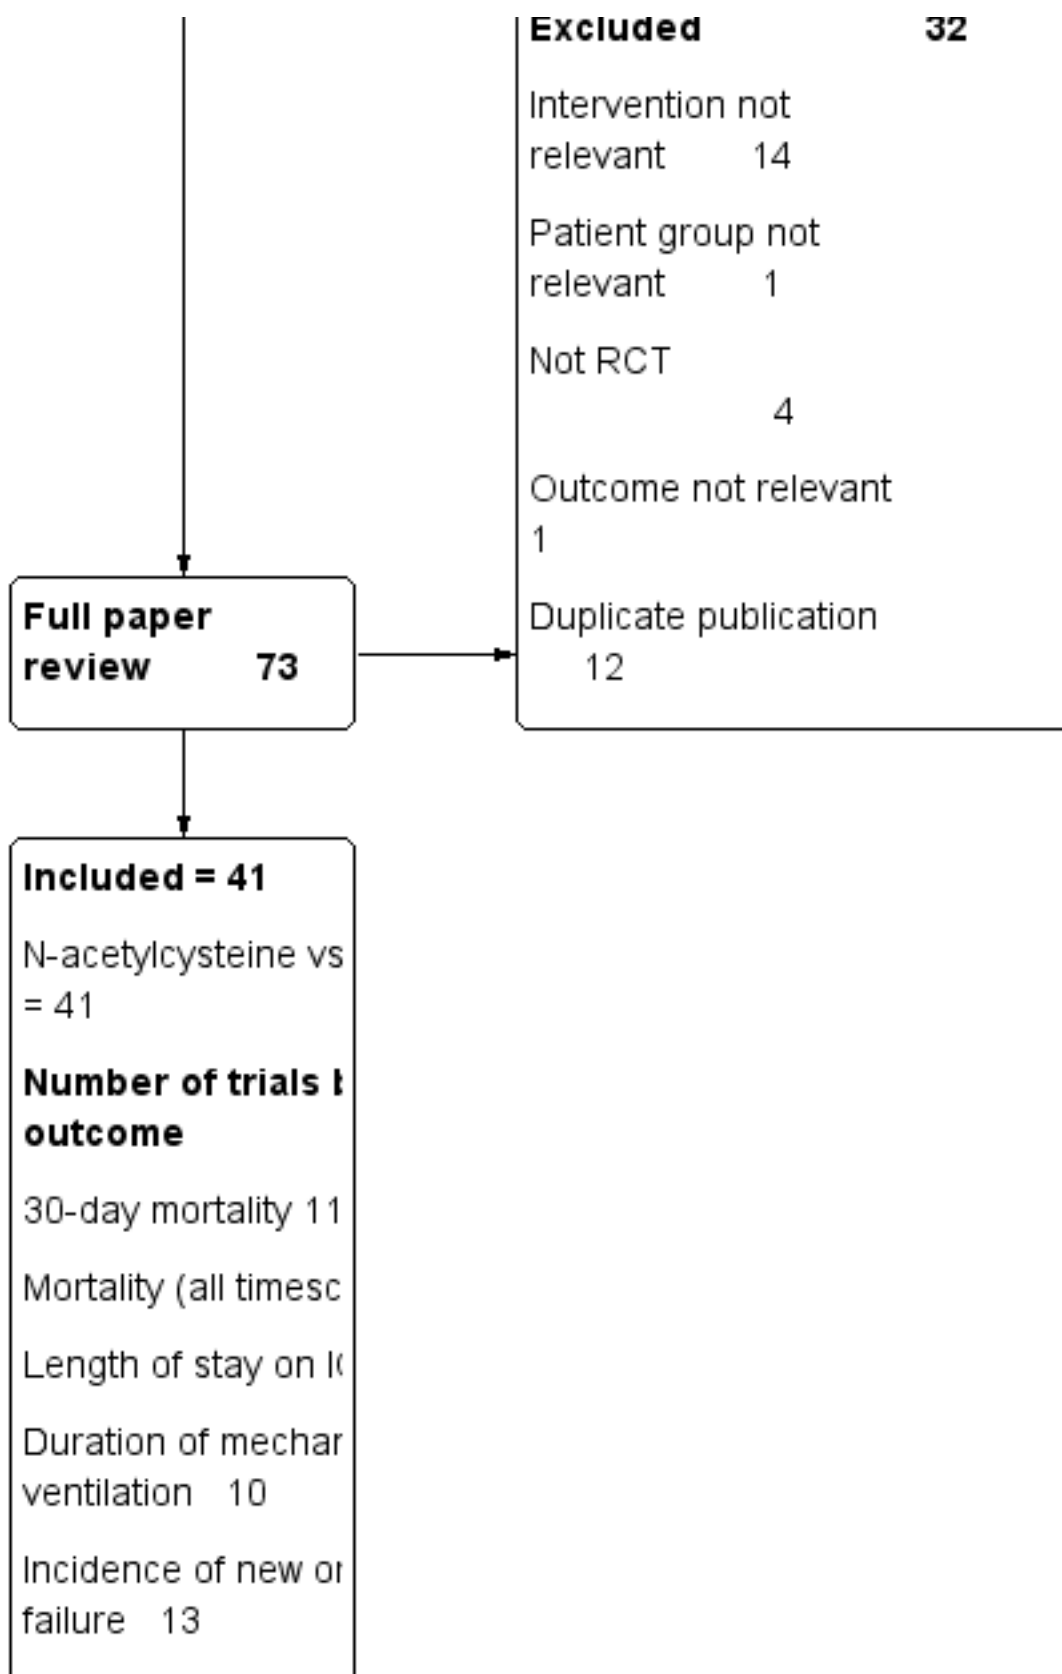 Excluded 32
Intervention not
relevant 14
Patient group not
relevant 1
Not RCT
4
Outcome not relevant
1
Duplicate publication
12
Full paper
review 73
Included = 41
N-acetylcysteine vs
= 41
Number of trials
outcome
30-day mortality 11
Mortality (all
Length of stay on
Duration of
ventilation 10
Incidence of new
failure 13